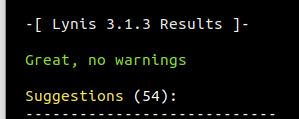 -[ Lynis 3.1.3 Results ]-
Great, no warnings
Suggestions (54):
----------------------------